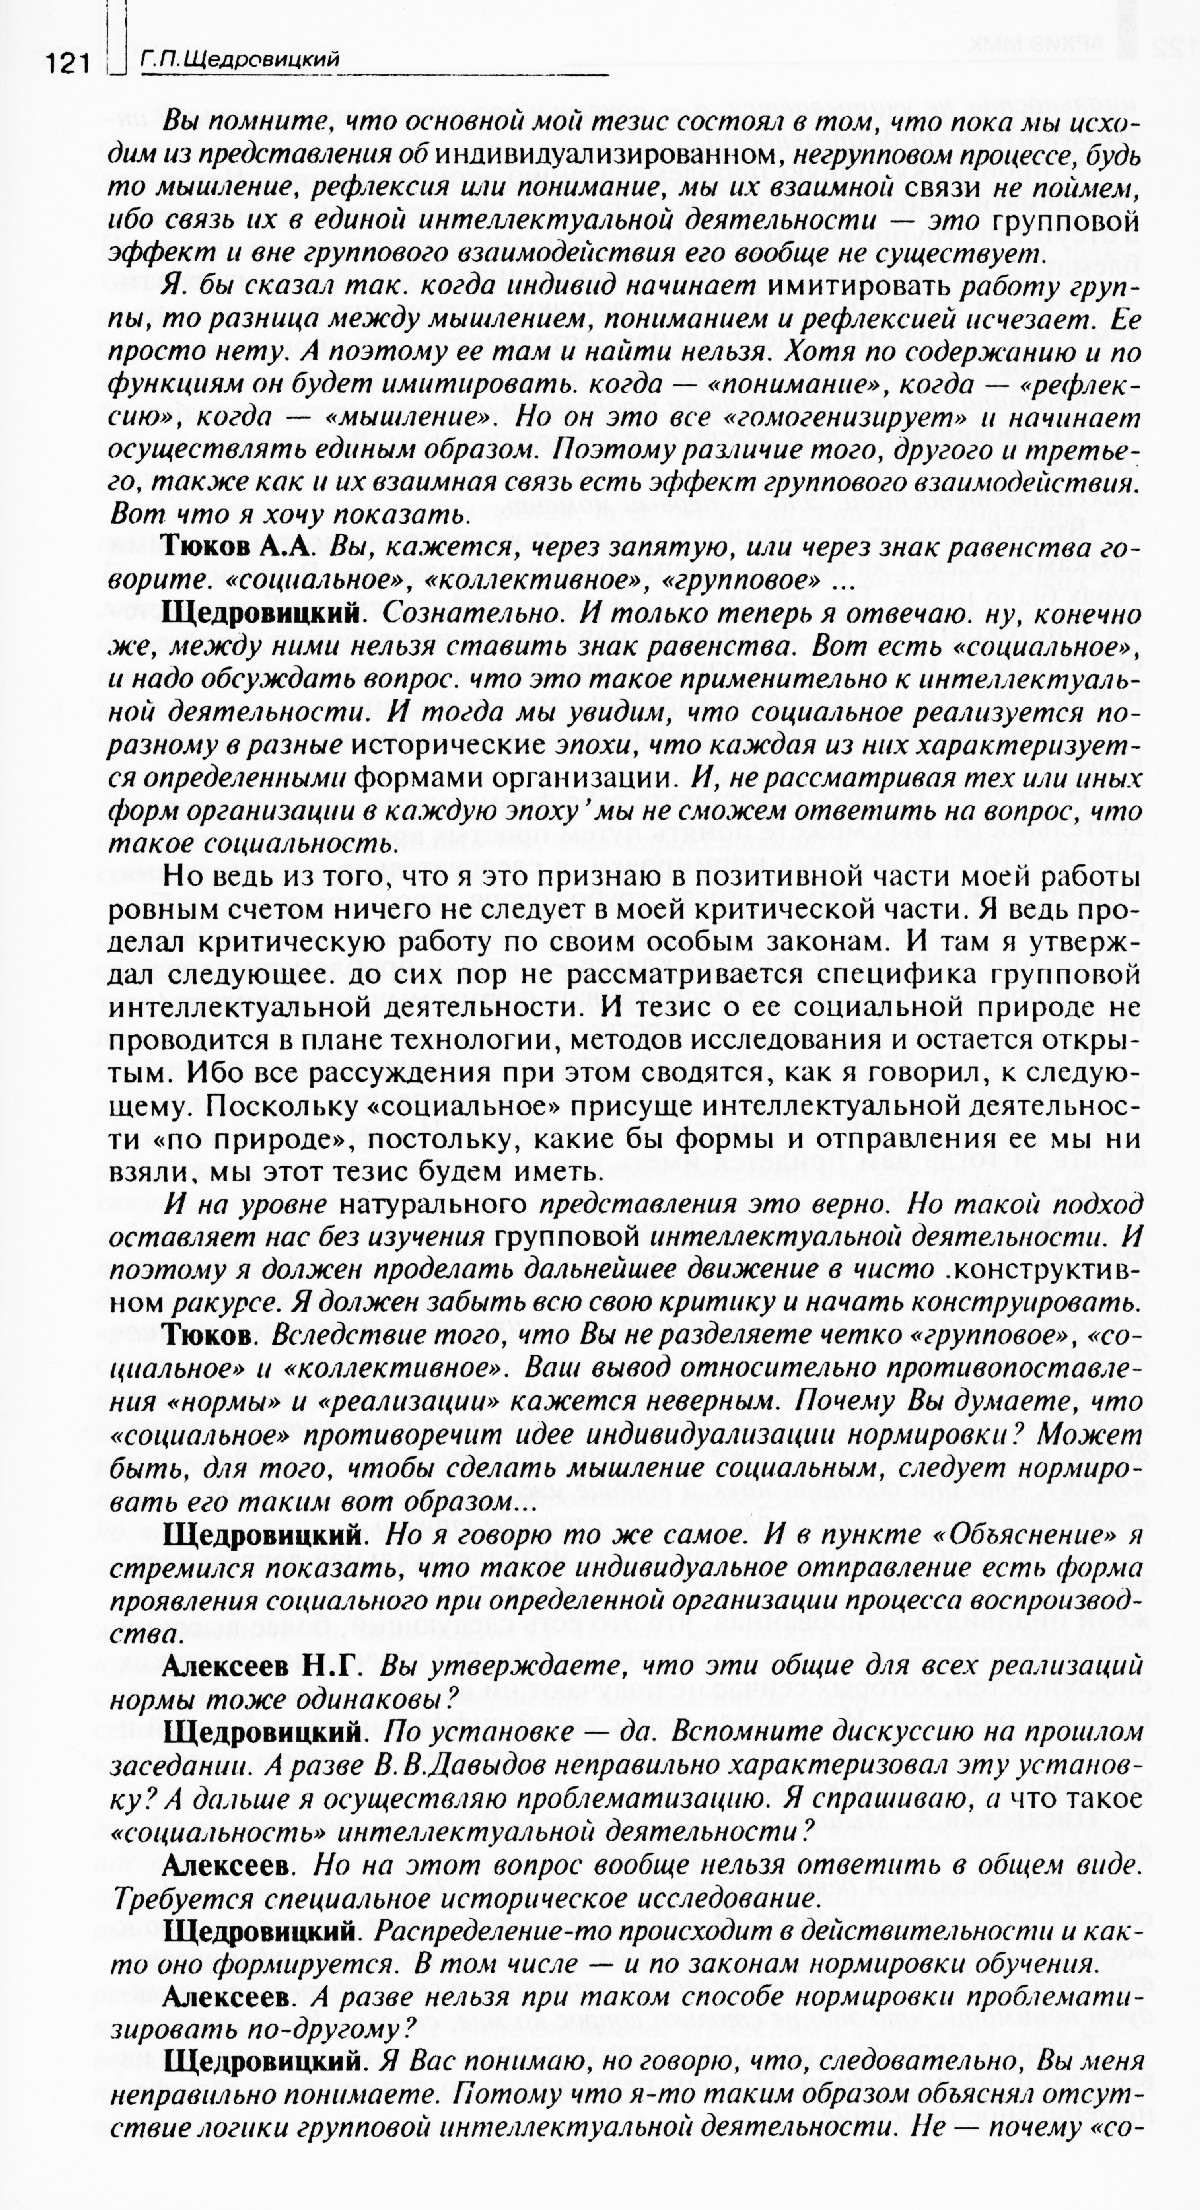 121
Г.П.Щедровицкий
Вы помните, что основной мой тезис состоял в том, что пока мы исхо-
дим из представления об индивидуализированном, негрупповом процессе, будь
то мышление, рефлексия или понимание, мы их взаимной связи не поймем,
ибо связь их в единой интеллектуальной деятельности — это групповой
эффект и вне группового взаимодействия его вообще не существует.
Я. бы сказал так. когда индивид начинает имитировать работу груп-
пы, то разница между мышлением, пониманием и рефлексией исчезает. Ее
просто нету. А поэтому ее там и найти нельзя. Хотя по содержанию и по
функциям он будет имитировать. когда — «понимание», когда — «рефлек-
сию», когда — «мышление». Но он это все «гомогенизирует» и начинает
осуществлять единым образом. Поэтому различие того, другого и третье-
го, также как и их взаимная связь есть эффект группового взаимодействия.
Вот что я хочу показать.
Тюков А.А. Вы, кажется, через запятую, или через знак равенства го-
ворите. «социальное», «коллективное», «групповое» ...
Щедровицкий. Сознательно. И только теперь я отвечаю. ну, конечно
же, между ними нельзя ставить знак равенства. Вот есть «социальное»,
и надо обсуждать вопрос. что это такое применительно к интеллектуаль-
ной деятельности. И тогда мы увидим, что социальное реализуется по-
разному в разные исторические эпохи, что каждая из них характеризует-
ся определенными формами организации. И, не рассматривая тех или иных
форм организации в каждую эпоху ’ мы не сможем ответить на вопрос, что
такое социальность.
Но ведь из того, что я это признаю в позитивной части моей работы
ровным счетом ничего не следует в моей критической части. Я ведь про-
делал критическую работу по своим особым законам. И там я утверж-
дал следующее. до сих пор не рассматривается специфика групповой
интеллектуальной деятельности. И тезис о ее социальной природе не
проводится в плане технологии, методов исследования и остается откры-
тым. Ибо все рассуждения при этом сводятся, как я говорил, к следую-
щему. Поскольку «социальное» присуще интеллектуальной деятельнос-
ти «по природе», постольку, какие бы формы и отправления ее мы ни
взяли, мы этот тезис будем иметь.
И на уровне натурального представления это верно. Но такой подход
оставляет нас без изучения групповой интеллектуальной деятельности. И
поэтому я должен проделать дальнейшее движение в чисто .конструктив-
ном ракурсе. Я должен забыть всю свою критику и начать конструировать.
Тюков. Вследствие того, что Вы не разделяете четко «групповое», «со-
циальное» и «коллективное». Ваш вывод относительно противопоставле-
ния «нормы» и «реализации» кажется неверным. Почему Вы думаете, что
«социальное» противоречит идее индивидуализации нормировки? Может
быть, для того, чтобы сделать мышление социальным, следует нормиро-
вать его таким вот образом...
Щедровицкий. Но я говорю то же самое. И в пункте «Объяснение» я
стремился показать, что такое индивидуальное отправление есть форма
проявления социального при определенной организации процесса воспроизвод-
ства.
Алексеев Н.Г. Вы утверждаете, что эти общие для всех реализаций
нормы тоже одинаковы?
Щедровицкий. По установке — да. Вспомните дискуссию на прошлом
заседании. А разве В.В.Давыдов неправильно характеризовал эту установ-
ку? А дальше я осуществляю проблематизацию. Я спрашиваю, а что такое
«социальность» интеллектуальной деятельности?
Алексеев. Но на этот вопрос вообще нельзя ответить в общем виде.
Требуется специальное историческое исследование.
Щедровицкий. Распределение-то происходит в действительности и как-
то оно формируется. В том числе — и по законам нормировки обучения.
Алексеев. А разве нельзя при таком способе нормировки проблемати-
зировать по-другому?
Щедровицкий. Я Вас понимаю, но говорю, что, следовательно, Вы меня
неправильно понимаете. Потому что я-то таким образом объяснял отсут-
ствие логики групповой интеллектуальной деятельности. Не — почему «со-